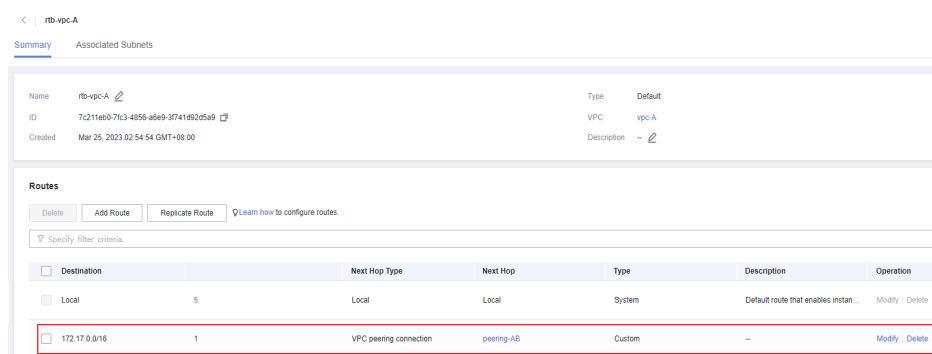 rtb-vpc-A
Summary Associated Subnets
Name rtb-vpc-A Type Default
ID 7c211eb0-7fc3-4856-a6e9-3f741d92d5a9 VPC vpc-A
Created Mar 25, 2023 02:54:54 GMT+08:00 Description --
Routes
Delete Add Route Replicate Route Learn how to configure routes.
Specify filter criteria.
Destination Next Hop Type Next Hop Type Description Operation
Local 5 Local Local System Default route that enables instan... Modify Delete
172.17.0.0/16 1 VPC peering connection peering-AB Custom -- Modify Delete